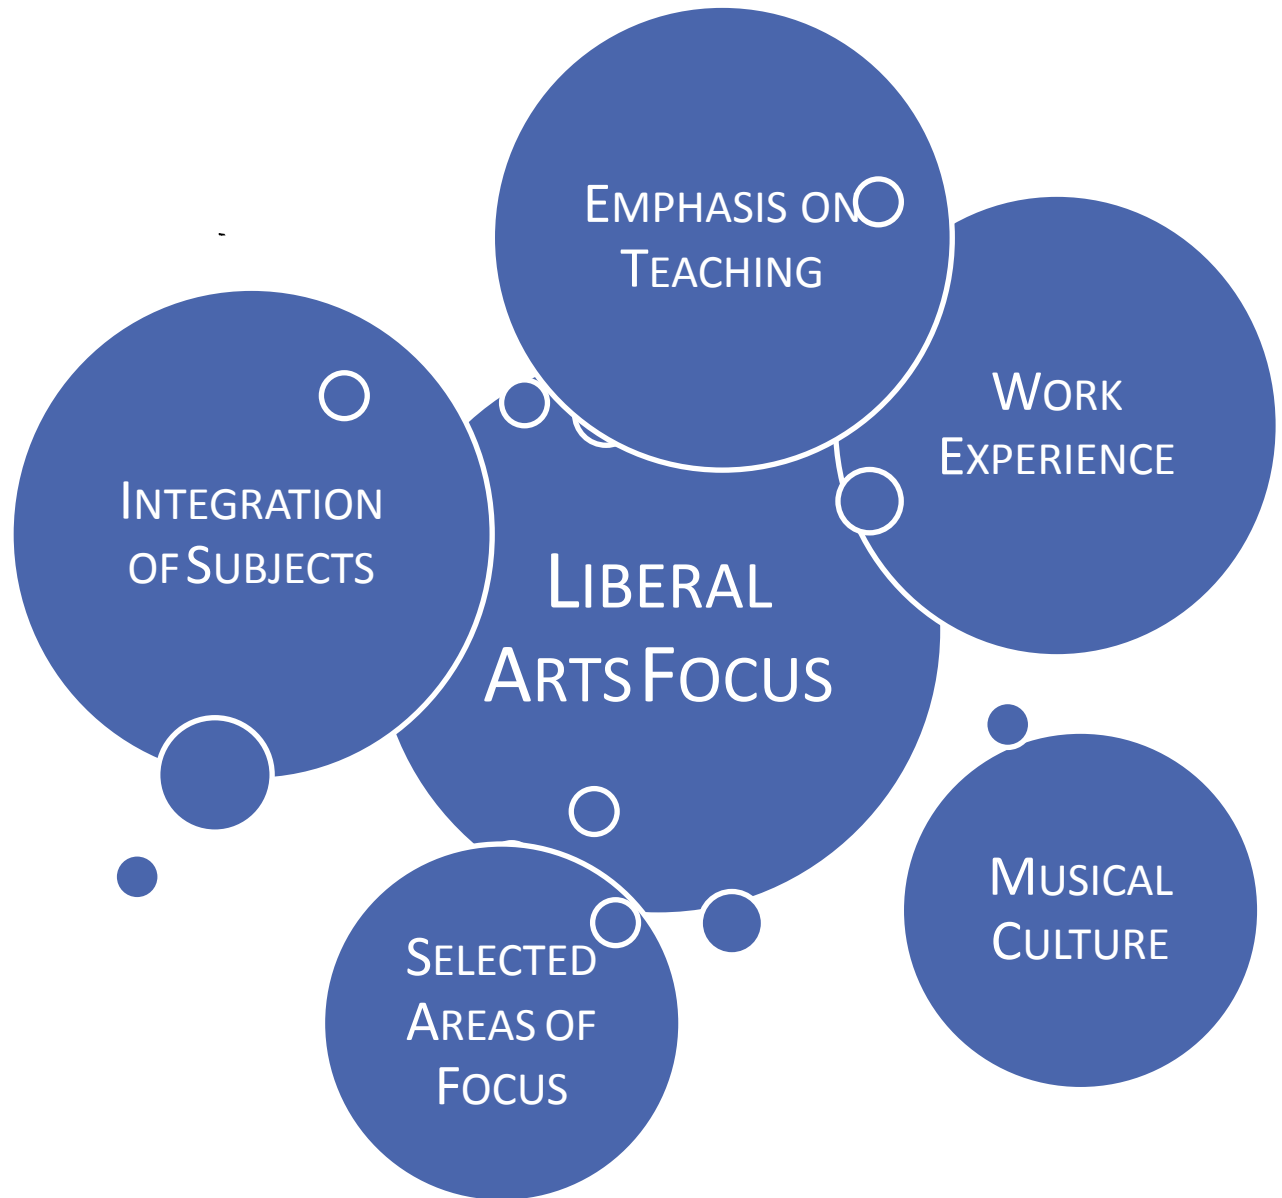 EMPHASIS ON
TEACHING
WORK
EXPERIENCE
INTEGRATION
OF SUBJECTS
LIBERAL
ARTS FOCUS
MUSICAL
CULTURE
SELECTED
AREAS OF
FOCUS